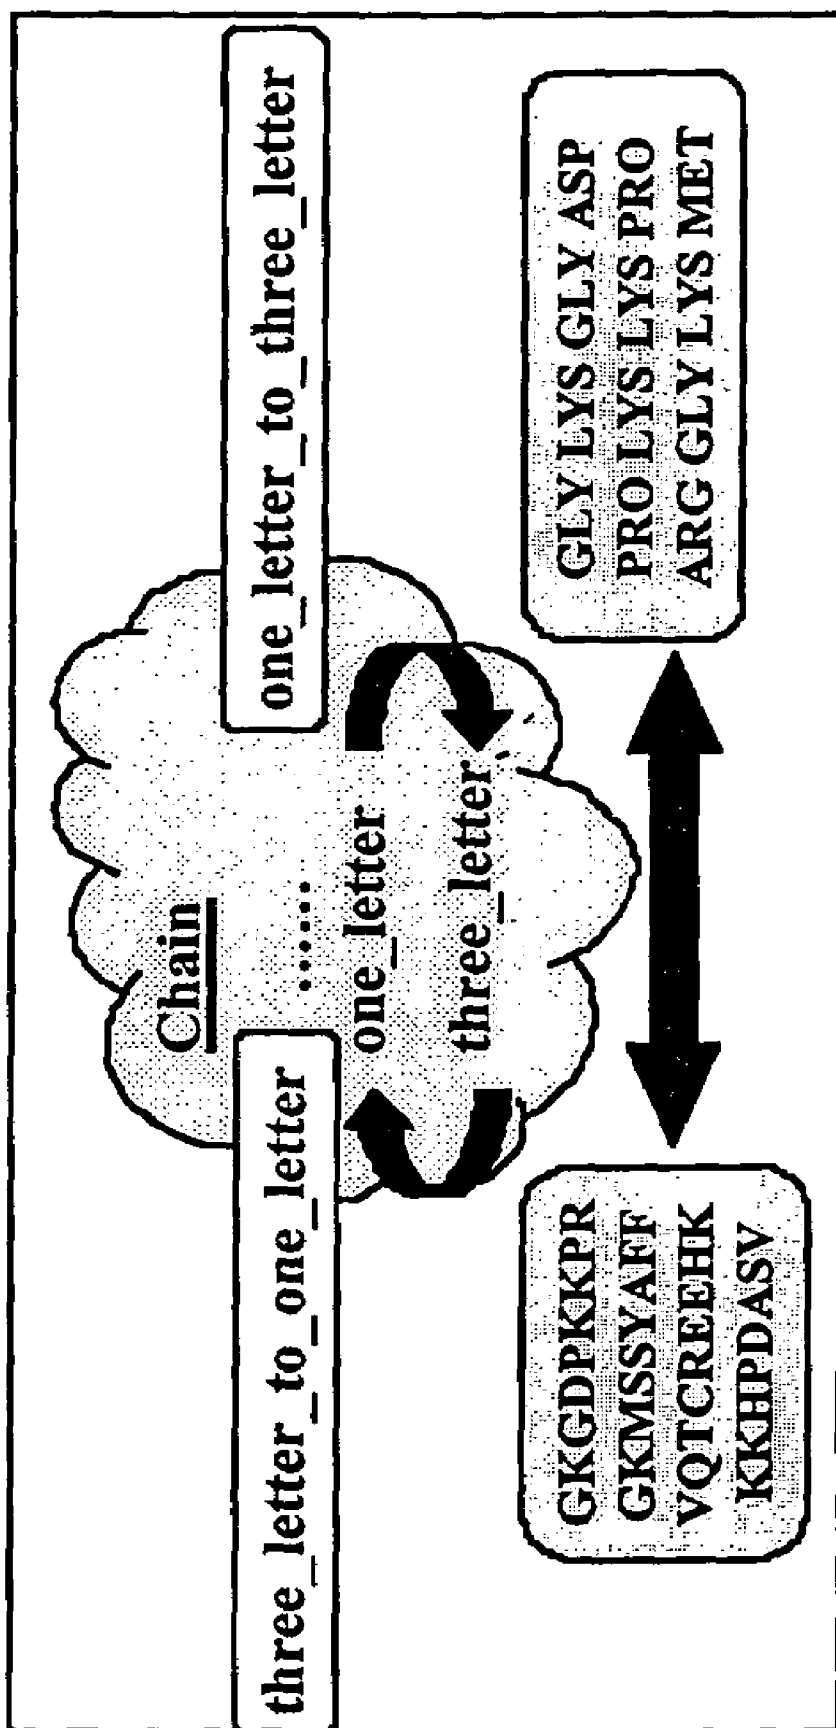 three_letter_to_one_letter
one_letter_to_three_letter
Chain
......
one_letter
three_letter
GKGDPKKPR
GKMSSYAFF
VQTCREEHK
KKHPDASV
GLY LYS GLY ASP
PRO LYS LYS PRO
ARG GLY LYS MET